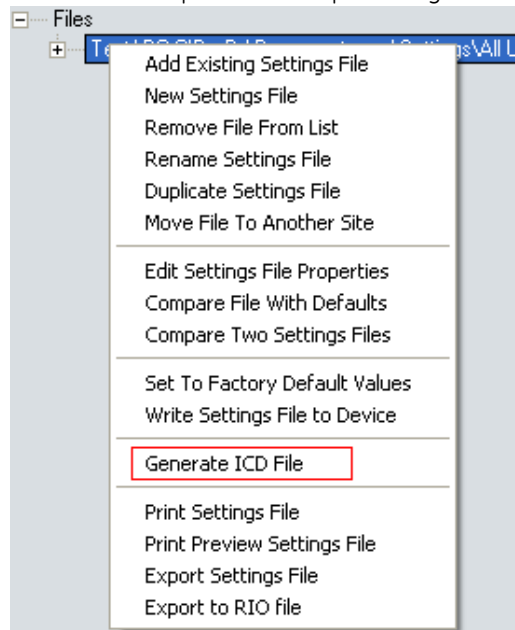 Files
Add Existing Settings File
New Settings File
Remove File From List
Rename Settings File
Duplicate Settings File
Move File To Another Site
Edit Settings File Properties
Compare File With Defaults
Compare Two Settings Files
Set To Factory Default Values
Write Settings File to Device
Generate ICD File
Print Settings File
Print Preview Settings File
Export Settings File
Export to RIO file